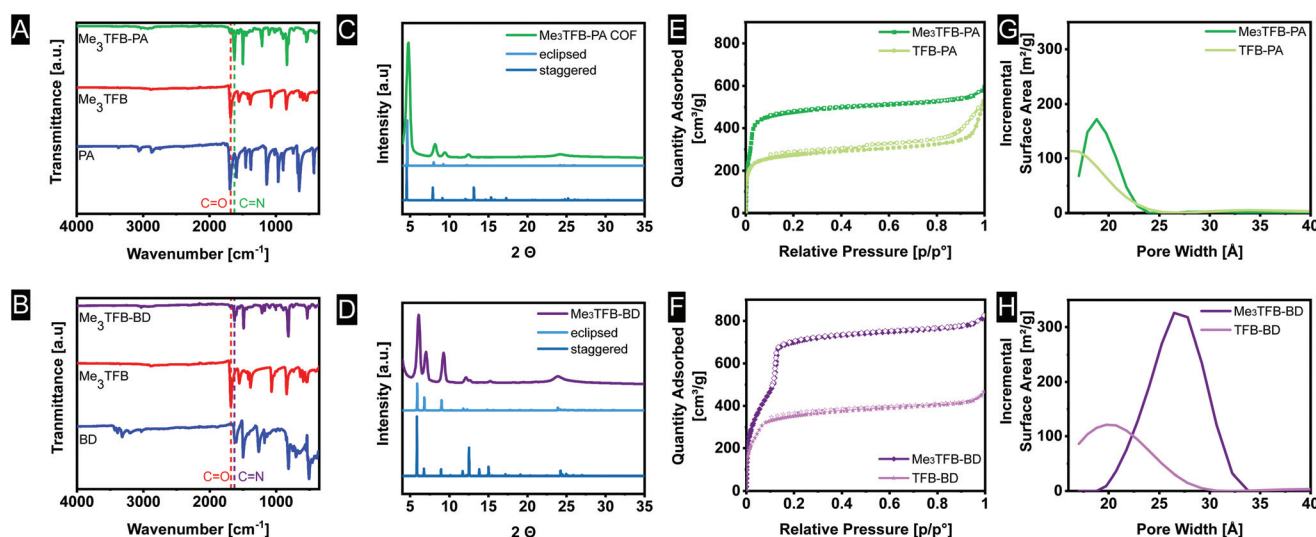 A
Transmittance [a.u.]
Me3TFB-PA
Me3TFB
PA
C=O
C=N
4000
3000
2000
1000
Wavenumber [cm-1]
C
Intensity [a.u]
Me3TFB-PA COF
eclipsed
staggered
5
10
15
20
25
30
35
2 Θ
E
Quantity Adsorbed
[cm³/g]
Me3TFB-PA
TFB-PA
800
600
400
200
0
0
0.2
0.4
0.6
0.8
1
Relative Pressure [p/p°]
G
Incremental
Surface Area [m²/g]
Me3TFB-PA
TFB-PA
300
200
100
0
20
25
30
35
40
Pore Width [Å]
B
Tranmittance [a.u]
Me3TFB-BD
Me3TFB
BD
C=O
C=N
4000
3000
2000
1000
Wavenumber [cm-1]
D
Intensity [a.u.]
Me3TFB-BD
eclipsed
staggered
5
10
15
20
25
30
35
2 Θ
F
Quantity Adsorbed
[cm³/g]
800
600
400
200
0
Me3TFB-BD
TFB-BD
0
0.2
0.4
0.6
0.8
1
Relative Pressure [p/p°]
H
Incremental
Surface Area [m²/g]
Me3TFB-BD
TFB-BD
300
200
100
0
20
25
30
35
40
Pore Width [Å]